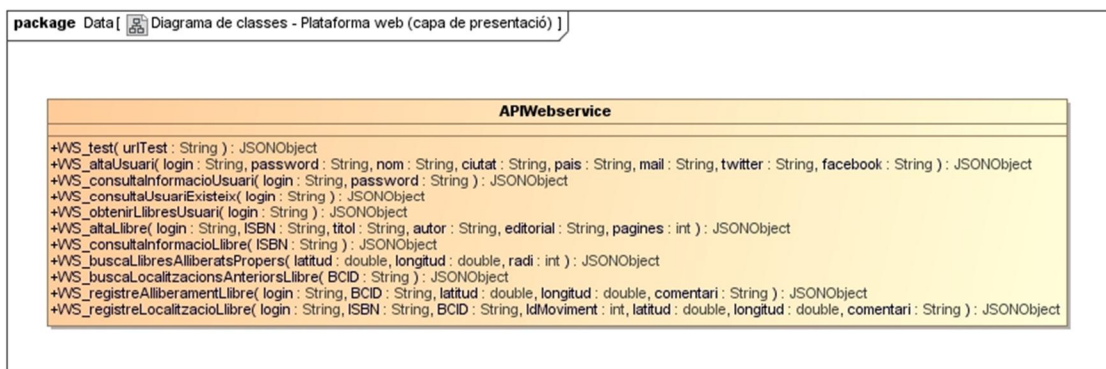 package Data[ Diagrama de classes - Plataforma web (capa de presentació) ]
APIWebservice
+WS_test( urlTest : String ) : JSONObject
+WS_altaUsuari( login : String, password : String, nom : String, ciutat : String, pais : String, mail : String, twitter : String, facebook : String ) : JSONObject
+WS_consultaInformacioUsuari( login : String, password : String ) : JSONObject
+WS_consultaUsuariExisteix( login : String ) : JSONObject
+WS_obtenirLlibresUsuari( login : String ) : JSONObject
+WS_altaLlibre( login : String, ISBN : String, titol : String, autor : String, editorial : String, pagines : int ) : JSONObject
+WS_consultaInformacioLlibre( ISBN : String ) : JSONObject
+WS_buscaLlibresAlliberatsPropers( latitud : double, longitud : double, radi : int ) : JSONObject
+WS_buscaLocalitzacionsAnteriorsLlibre( BCID : String ) : JSONObject
+WS_registreAlliberamentLlibre( login : String, BCID : String, latitud : double, longitud : double, comentari : String ) : JSONObject
+WS_registreLocalitzacioLlibre( login : String, ISBN : String, BCID : String, IdMoviment : int, latitud : double, longitud : double, comentari : String ) : JSONObject